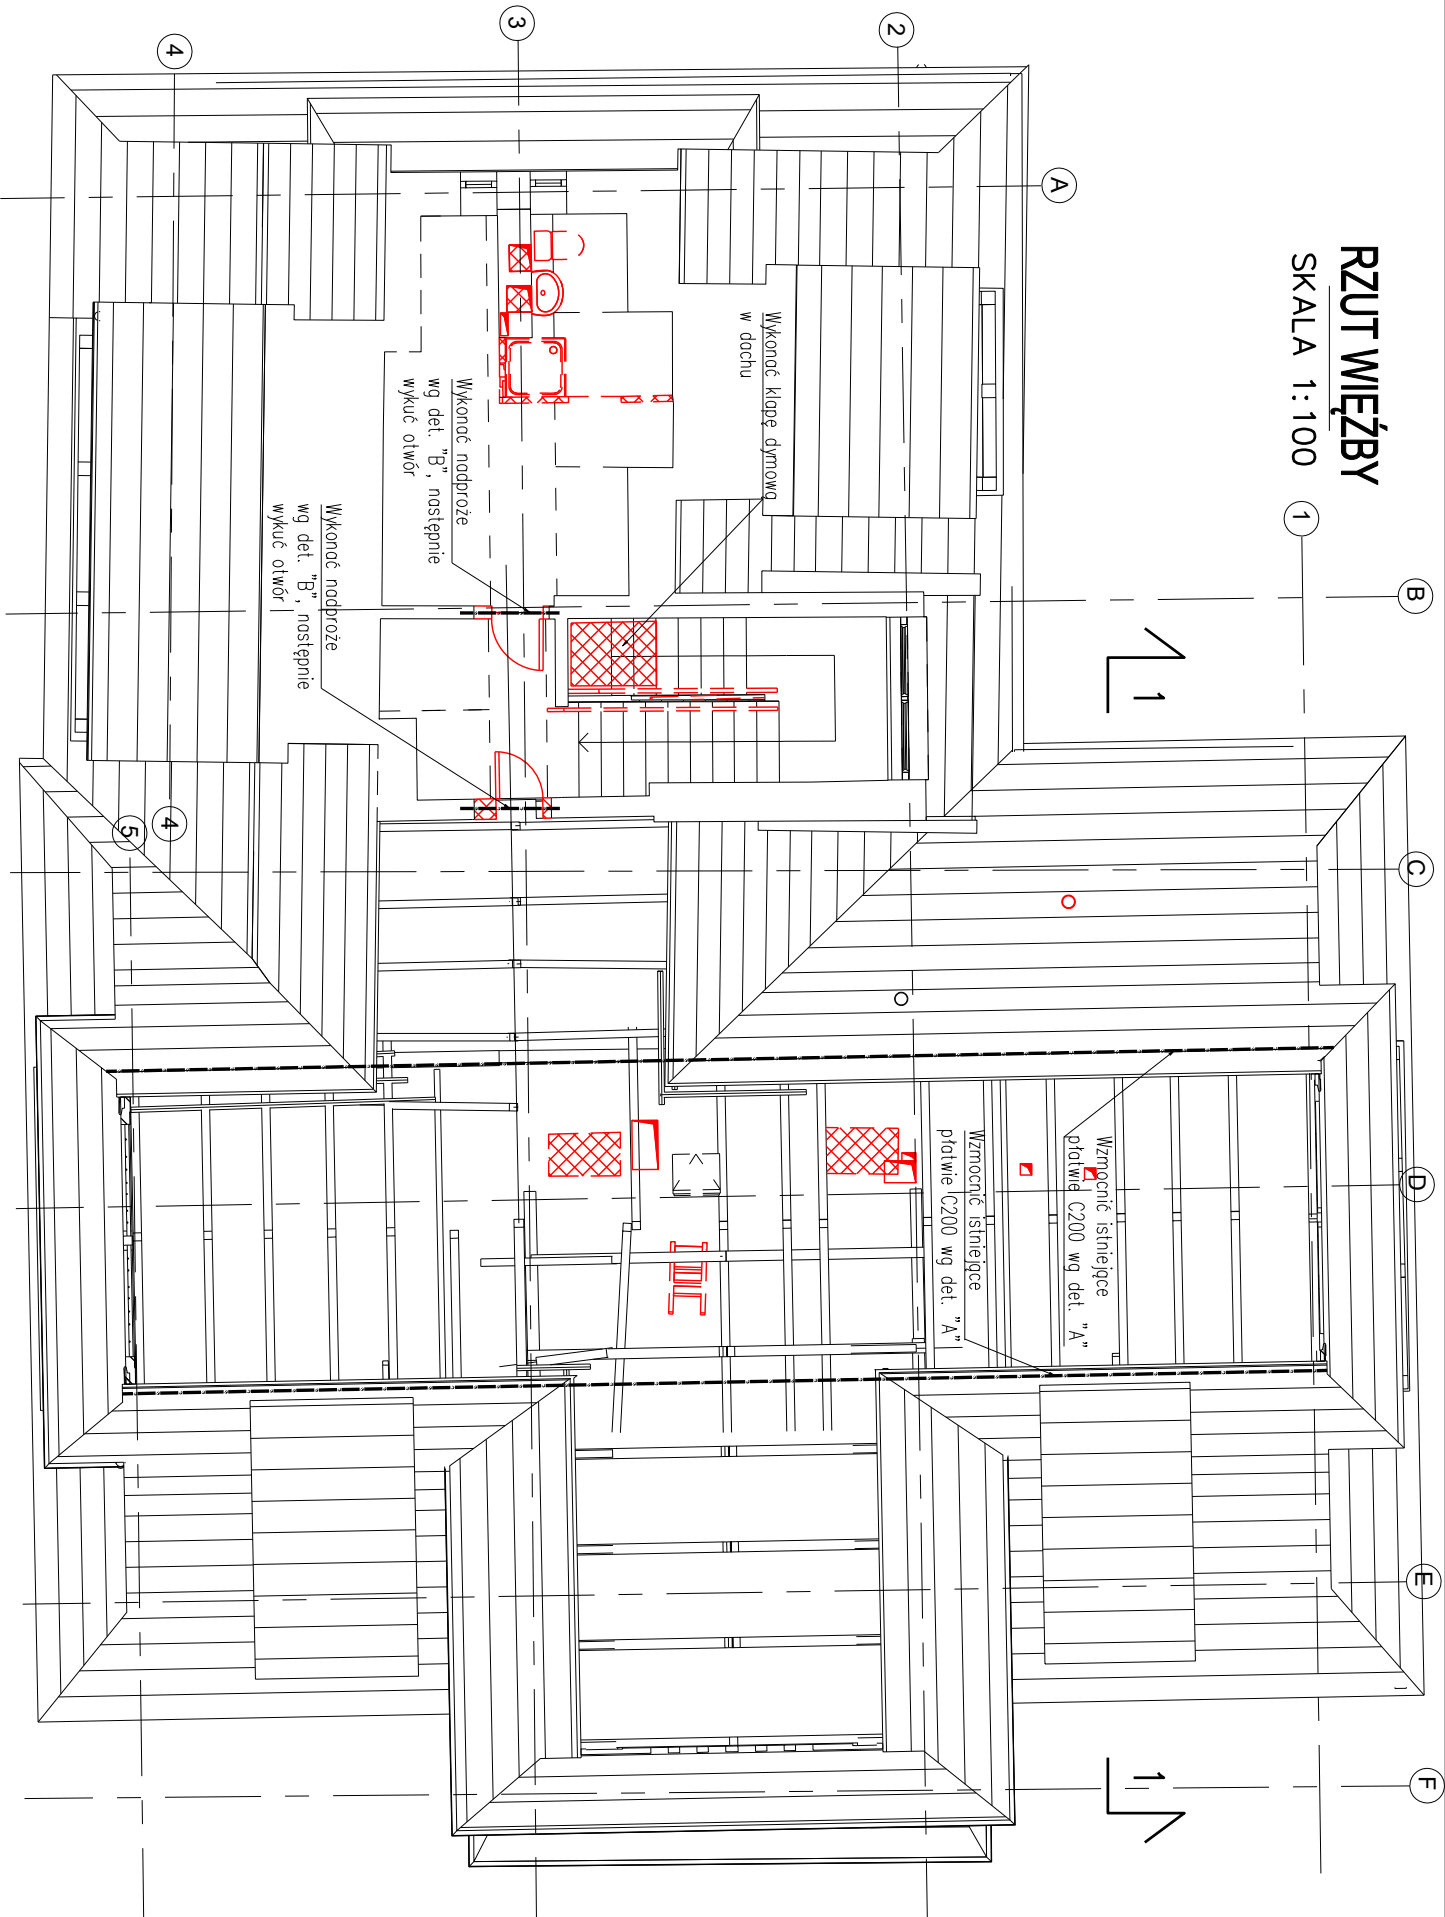 RZUT WIĘŹBY
SKALA 1:100
A
B
C
D
E
F
1
2
3
4
4
5
1
1
Wykonać klapę dymową
w dachu
Wykonać nadproże
wg det. "B", następnie
wykuć otwór
Wykonać nadproże
wg det. "B", następnie
wykuć otwór
Wzmocnić istniejące
płatwie C200 wg det. "A"
Wzmocnić istniejące
płatwie C200 wg det. "A"